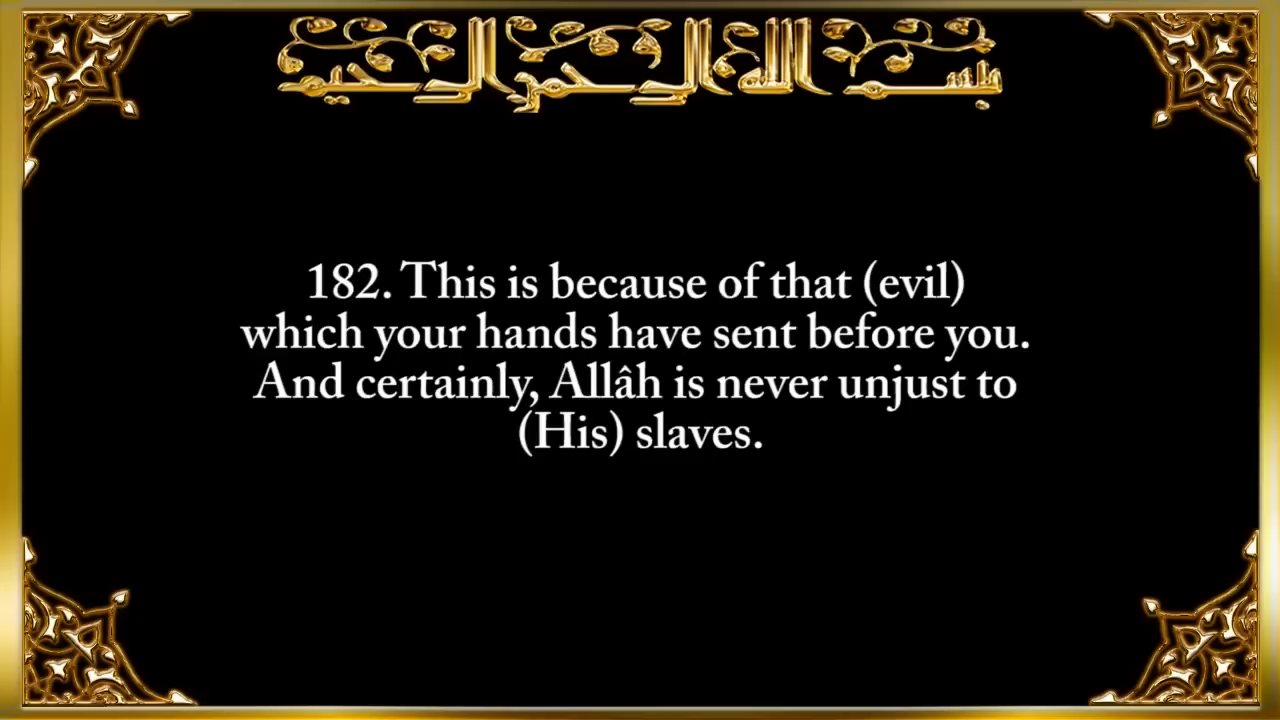 بسم الله الرحمن الرحيم
182. This is because of that (evil)
which your hands have sent before you.
And certainly, Allâh is never unjust to
(His) slaves.